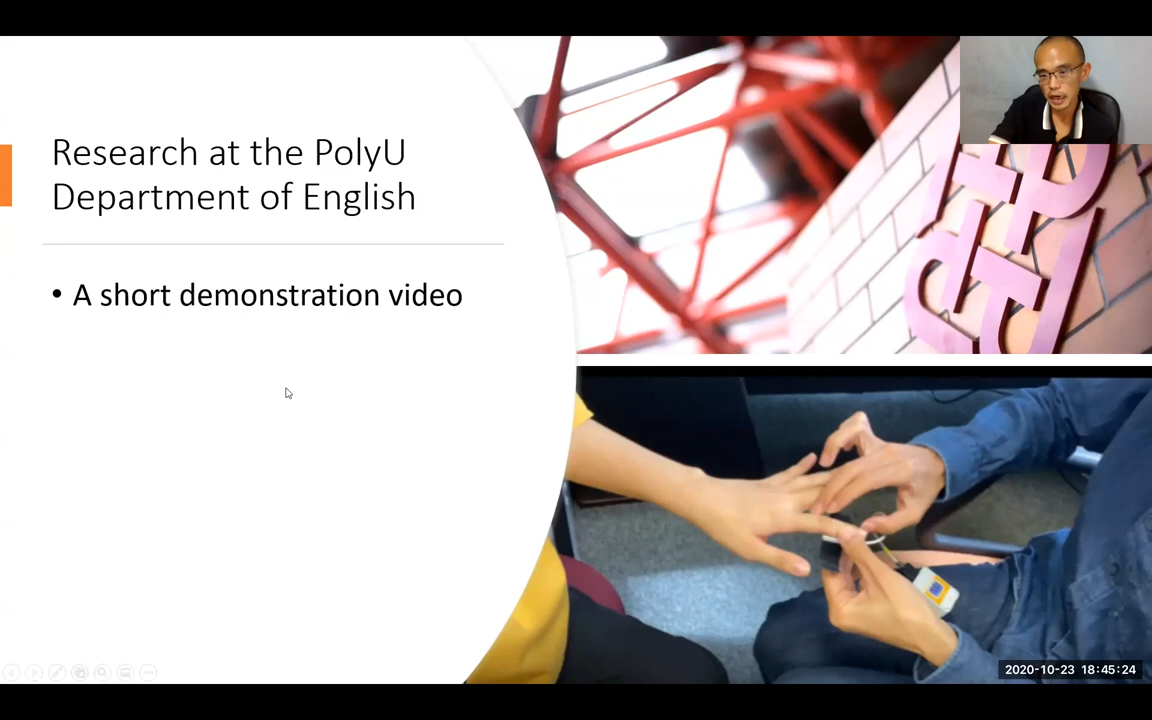 Research at the PolyU
Department of English
• A short demonstration video
2020-10-23 18:45:24